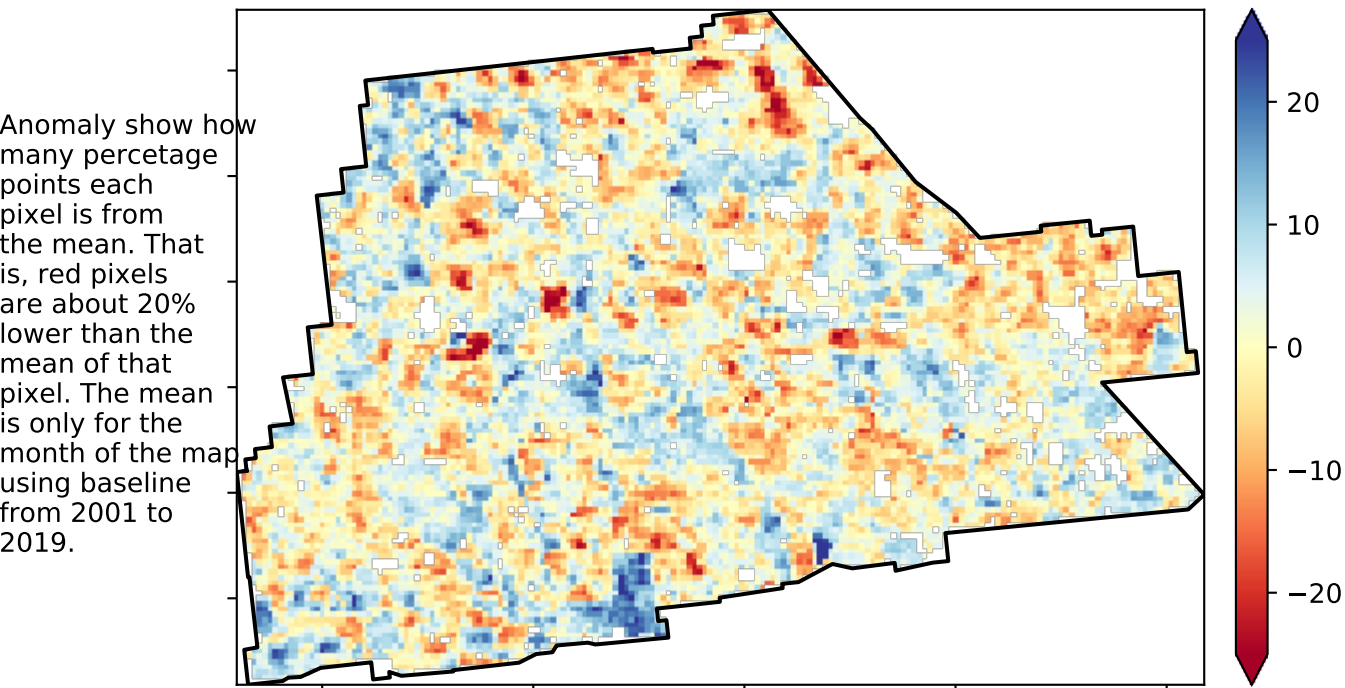 Anomaly show how
many percetage
points each
pixel is from
the mean. That
is, red pixels
are about 20%
lower than the
mean of that
pixel. The mean
is only for the
month of the map
using baseline
from 2001 to
2019.
20
10
0
−10
−20